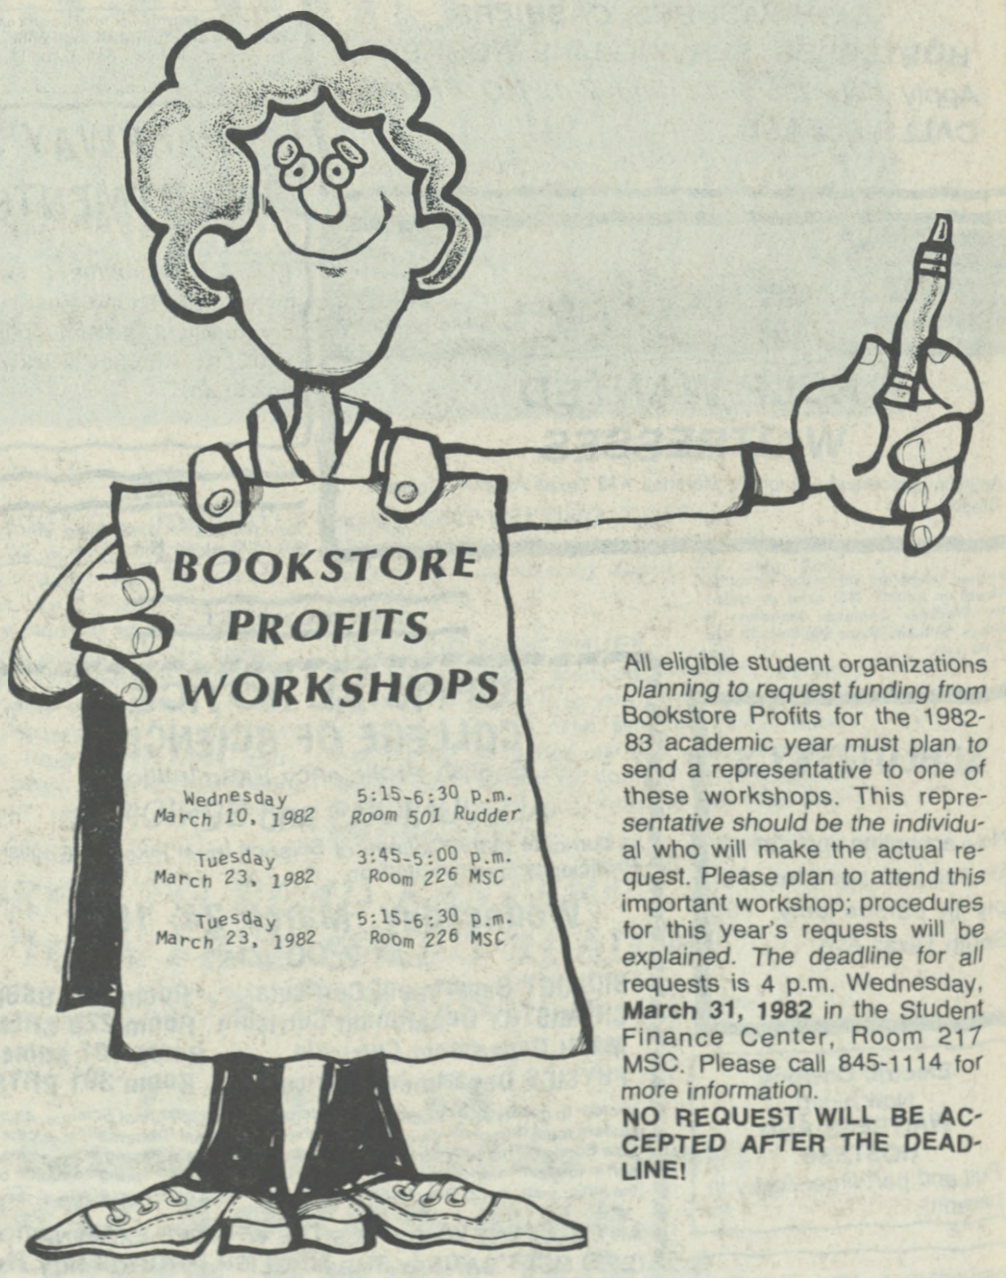 BOOKSTORE
PROFITS
WORKSHOPS
Wednesday 5:15-6:30 p.m.
March 10, 1982 Room 501 Rudder
Tuesday 3:45-5:00 p.m.
March 23, 1982 Room 226 MSC
Tuesday 5:15-6:30 p.m.
March 23, 1982 Room 226 MSC
All eligible student organizations
planning to request funding from
Bookstore Profits for the 1982-
83 academic year must plan to
send a representative to one of
these workshops. This repre-
sentative should be the individu-
al who will make the actual re-
quest. Please plan to attend this
important workshop; procedures
for this year's requests will be
explained. The deadline for all
requests is 4 p.m. Wednesday,
March 31, 1982 in the Student
Finance Center, Room 217
MSC. Please call 845-1114 for
more information.
NO REQUEST WILL BE AC-
CEPTED AFTER THE DEAD-
LINE!